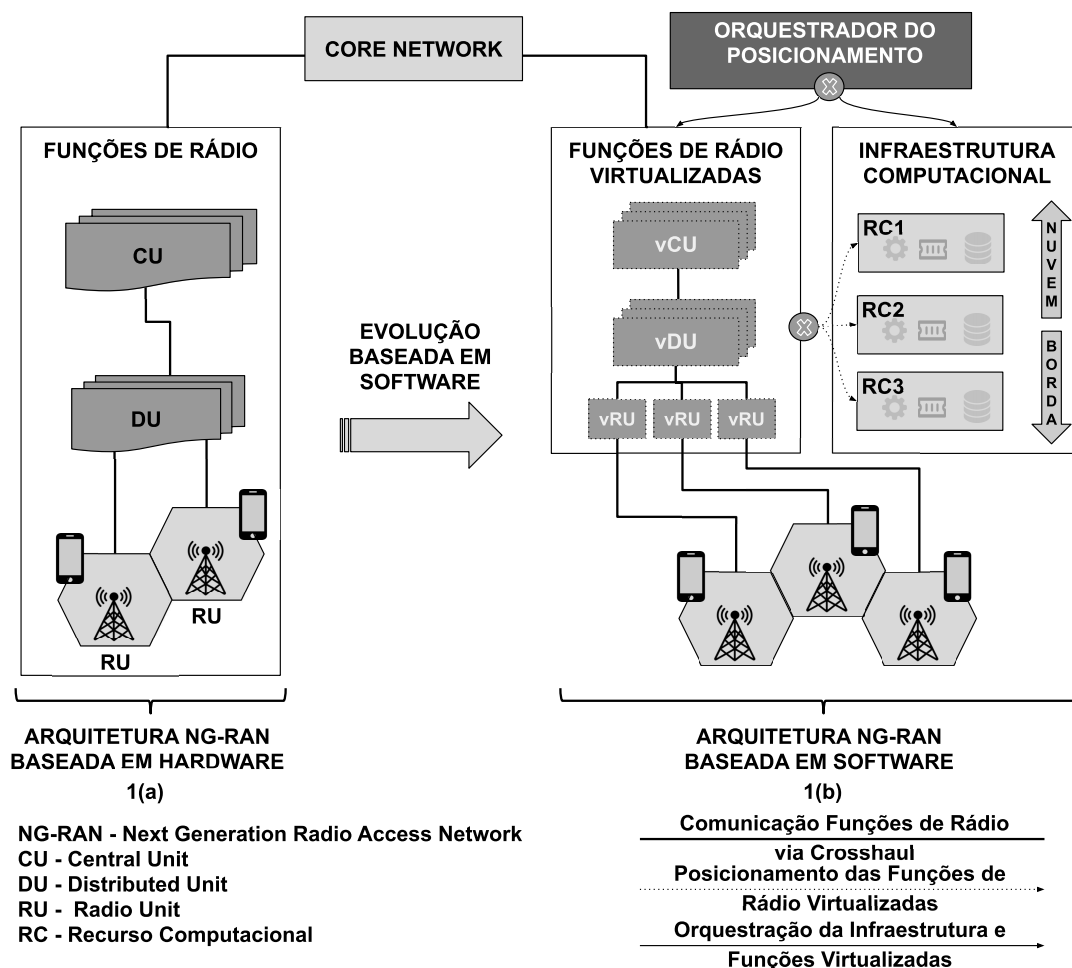 CORE NETWORK
ORQUESTRADOR DO
POSICIONAMENTO
FUNÇÕES DE RÁDIO
CU
DU
RU
RU
EVOLUÇÃO
BASEADA EM
SOFTWARE
FUNÇÕES DE RÁDIO
VIRTUALIZADAS
vCU
vDU
vRU
vRU
vRU
INFRAESTRUTURA
COMPUTACIONAL
RC1
RC2
RC3
NUVEM
BORDA
ARQUITETURA NG-RAN
BASEADA EM HARDWARE
1(a)
ARQUITETURA NG-RAN
BASEADA EM SOFTWARE
1(b)
NG-RAN - Next Generation Radio Access Network
CU - Central Unit
DU - Distributed Unit
RU - Radio Unit
RC - Recurso Computacional
Comunicação Funções de Rádio
via Crosshaul
Posicionamento das Funções de
Rádio Virtualizadas
Orquestração da Infraestrutura e
Funções Virtualizadas